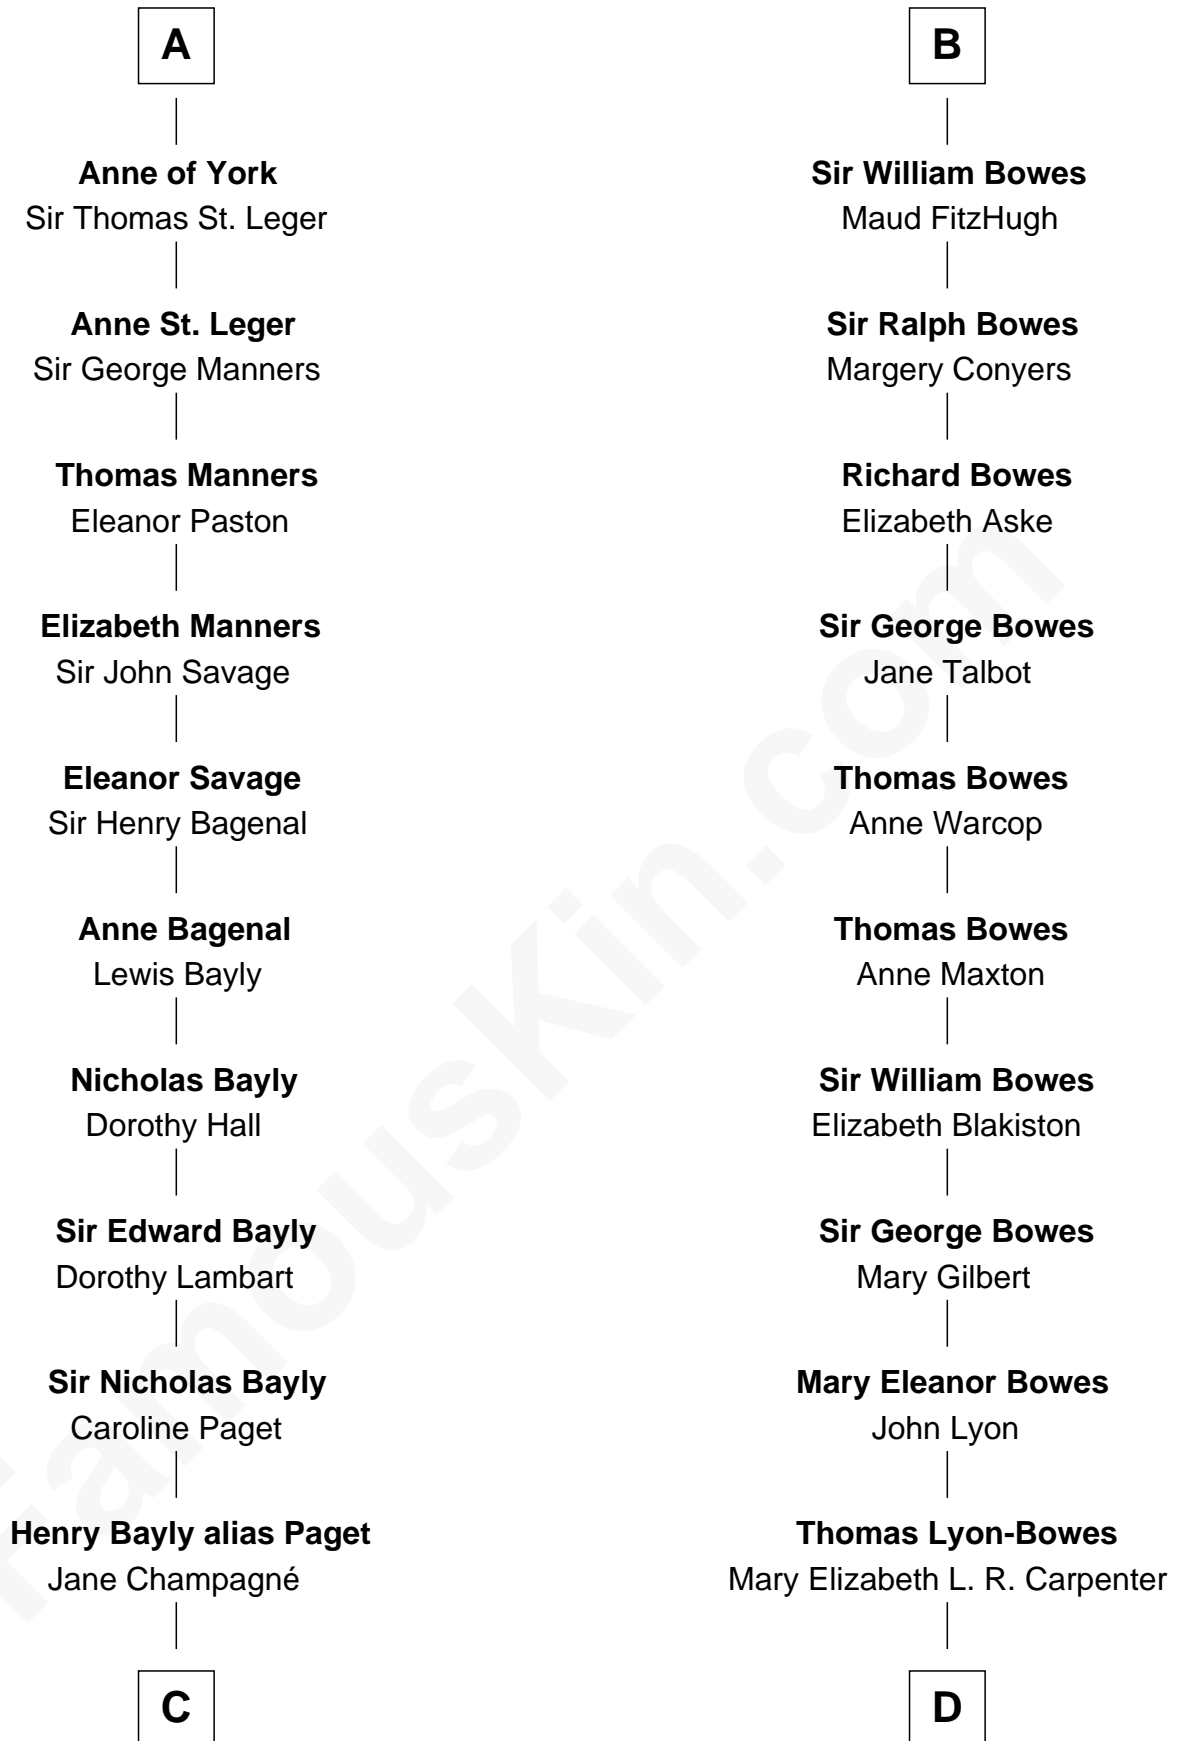 A
Anne of York
Sir Thomas St. Leger
Anne St. Leger
Sir George Manners
Thomas Manners
Eleanor Paston
Elizabeth Manners
Sir John Savage
Eleanor Savage
Sir Henry Bagenal
Anne Bagenal
Lewis Bayly
Nicholas Bayly
Dorothy Hall
Sir Edward Bayly
Dorothy Lambart
Sir Nicholas Bayly
Caroline Paget
Henry Bayly alias Paget
Jane Champagné
C
B
Sir William Bowes
Maud FitzHugh
Sir Ralph Bowes
Margery Conyers
Richard Bowes
Elizabeth Aske
Sir George Bowes
Jane Talbot
Thomas Bowes
Anne Warcop
Thomas Bowes
Anne Maxton
Sir William Bowes
Elizabeth Blakiston
Sir George Bowes
Mary Gilbert
Mary Eleanor Bowes
John Lyon
Thomas Lyon-Bowes
Mary Elizabeth L. R. Carpenter
D
FamousKin.com